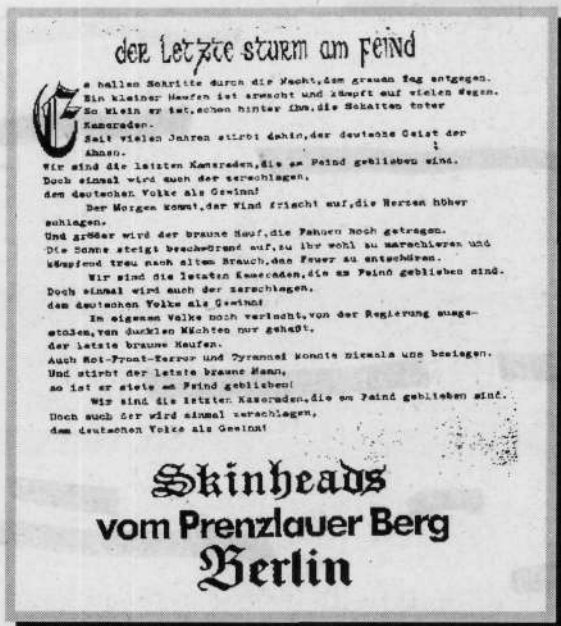 der Letzte sturm am feind
Es hallen Schritte durch die Nacht,dem grauen Tag entgegen.
Ein kleiner Haufen ist erwacht und kämpft auf vielen Wegen.
So klein er ist,schon hinter ihm,die Schatten toter
Kameraden.
Seit vielen Jahren stirbt dahin,der deutsche Geist der
Ahnen.
Wir sind die letzten Kameraden,die am Feind geblieben sind.
Doch einmal wird auch der zerschlagen,
dem deutschen Volke als Gewinn!
Der Morgen kommt,der Wind frischt auf,die Herzen höher
schlagen.
Und größer wird der braune Hauf,die Fahnen hoch getragen.
Die Sonne steigt beschwörend auf,zu ihr wohl zu marschieren und
kämpfend treu nach altem Brauch,das Feuer zu entschüren.
Wir sind die letzten Kameraden,die am Feind geblieben sind.
Doch einmal wird auch der zerschlagen,
dem deutschen Volke als Gewinn!
Im eigenen Volke noch verlacht,von der Regierung ausge-
stoßen,von dunklen Mächten nur gehaßt,
der letzte braune Haufen.
Auch Rot-Front-Terror und Tyrannei konnte niemals uns besiegen.
Und stirbt der letzte braune Mann,
so ist er stets am Feind geblieben!
Wir sind die letzten Kameraden,die am Feind geblieben sind.
Doch auch der wird einmal zerschlagen,
dem deutschen Volke als Gewinn!
Skinheads
vom Prenzlauer Berg
Berlin